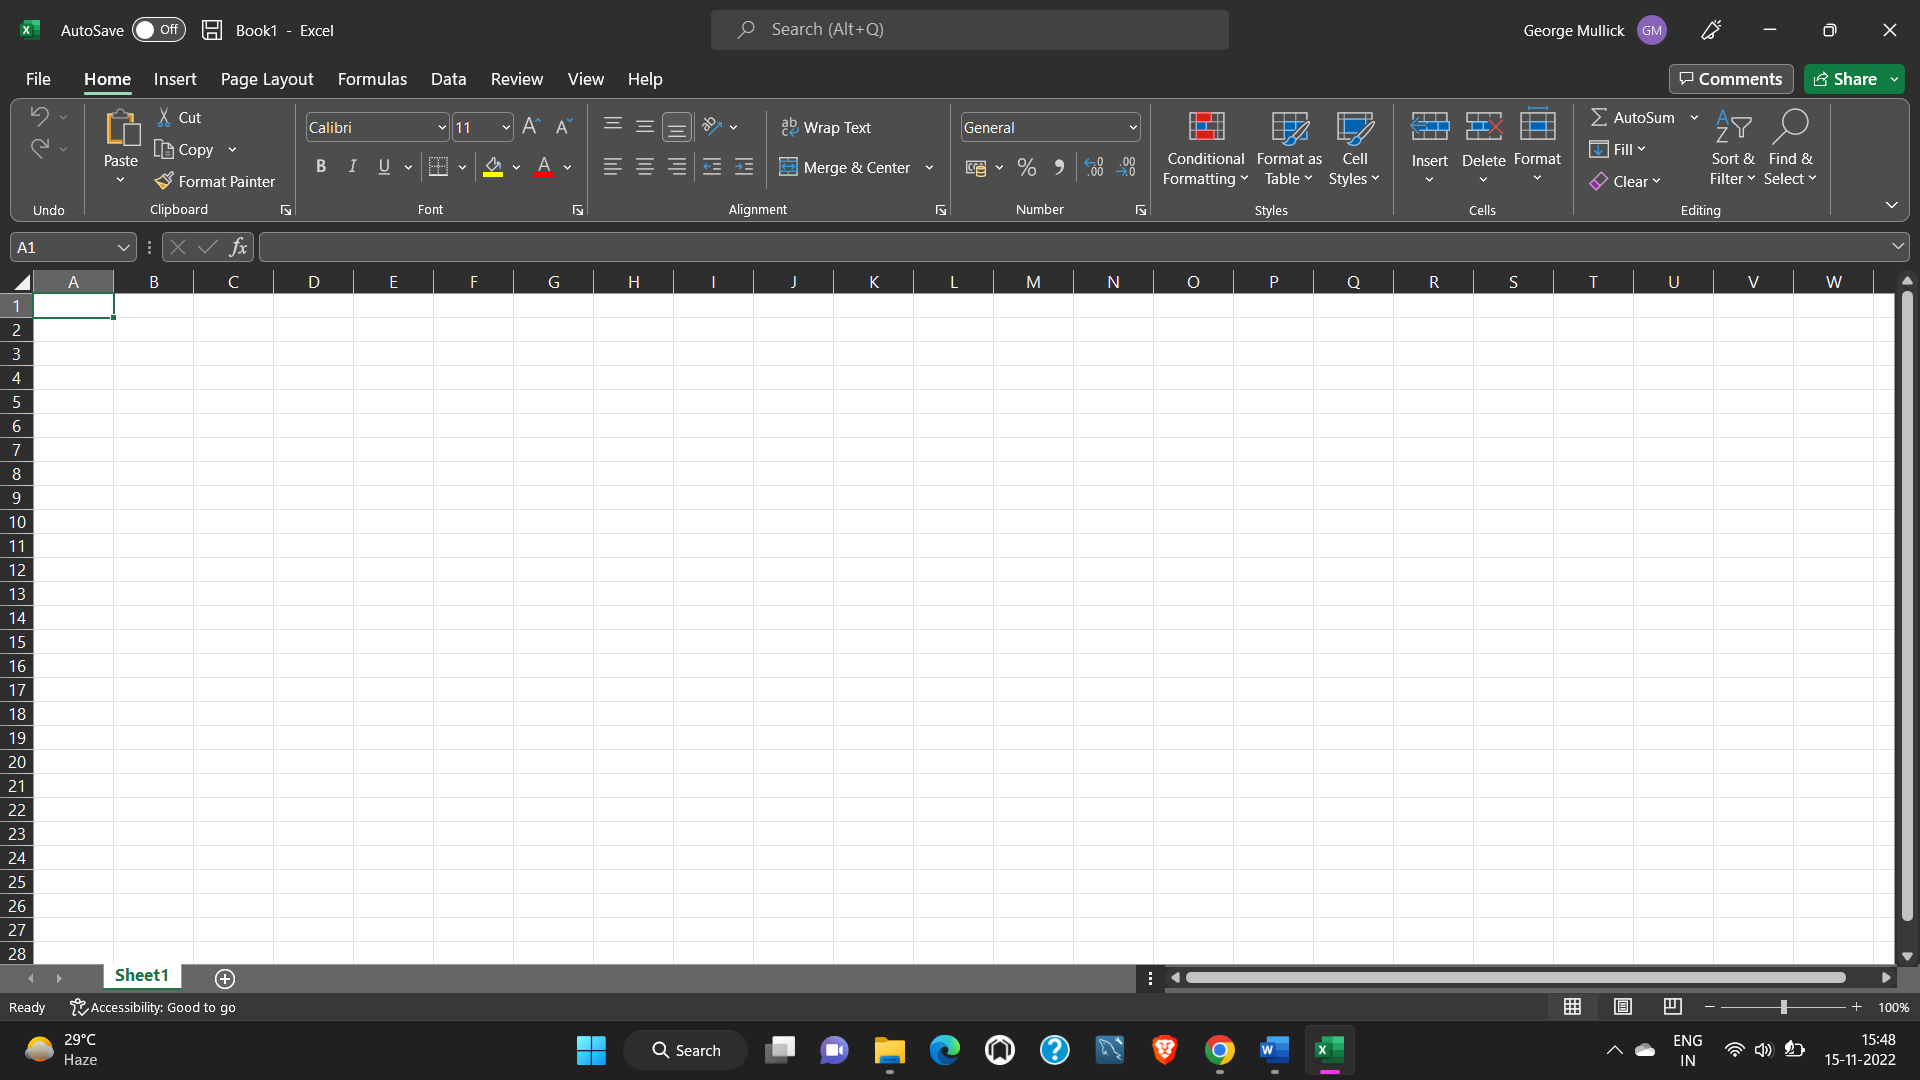 AutoSave Off Book1 - Excel Search (Alt+Q) George Mullick GM
File Home Insert Page Layout Formulas Data Review View Help Comments Share
Paste Cut Copy Format Painter
Calibri 11 B I U A
Wrap Text Merge & Center
General
Conditional Formatting Format as Table Cell Styles
Insert Delete Format
AutoSum Fill Clear Sort & Filter Find & Select
Undo Clipboard Font Alignment Number Styles Cells Editing
A1 fx
A B C D E F G H I J K L M N O P Q R S T U V W
1
2
3
4
5
6
7
8
9
10
11
12
13
14
15
16
17
18
19
20
21
22
23
24
25
26
27
28
Sheet1
Ready Accessibility: Good to go 100%
29°C Search ENG 15:48
Haze IN 15-11-2022